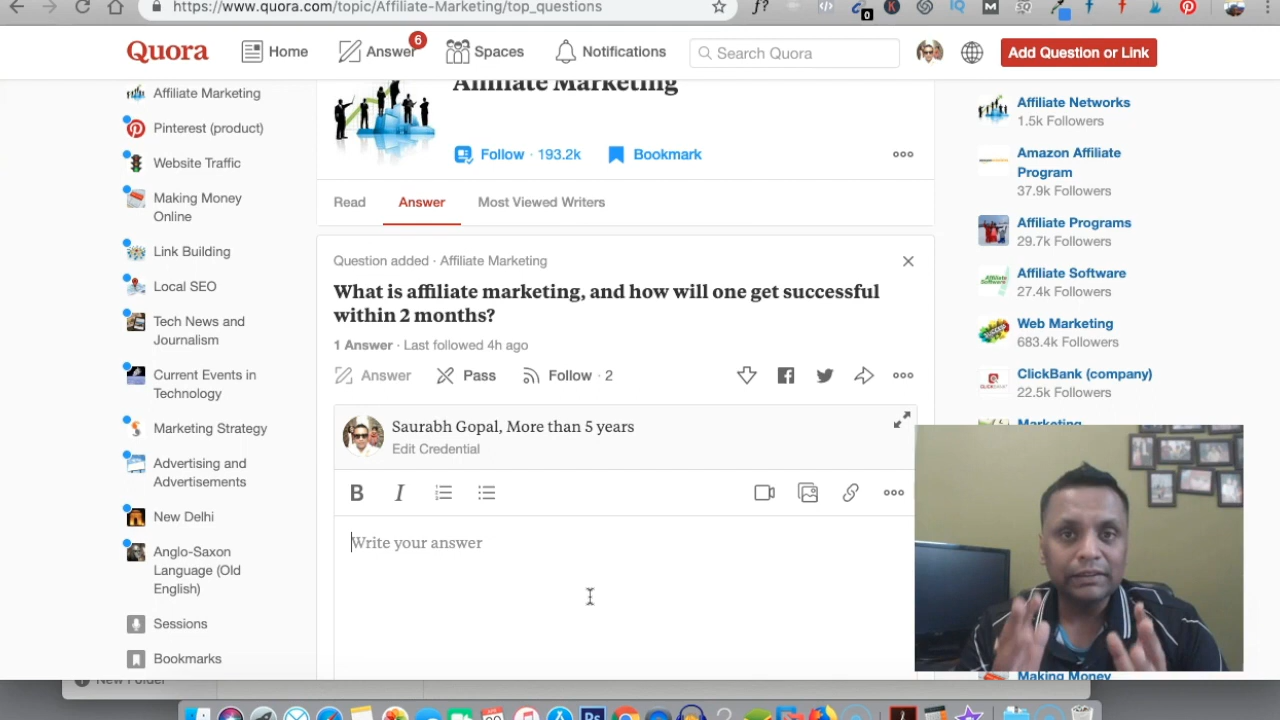 https://www.quora.com/topic/Affiliate-Marketing/top_questions
0
Quora
Home
Answer
6
Spaces
Notifications
Search Quora
Add Question or Link
Affiliate Marketing
Pinterest (product)
Website Traffic
Making Money
Online
Link Building
Local SEO
Tech News and
Journalism
Current Events in
Technology
Marketing Strategy
Advertising and
Advertisements
New Delhi
Anglo-Saxon
Language (Old
English)
Sessions
Bookmarks
Affiliate Marketing
Follow · 193.2k
Bookmark
Read
Answer
Most Viewed Writers
Question added · Affiliate Marketing
What is affiliate marketing, and how will one get successful
within 2 months?
1 Answer · Last followed 4h ago
Answer
Pass
Follow · 2
Saurabh Gopal, More than 5 years
Edit Credential
B I
Write your answer
Affiliate Networks
1.5k Followers
Amazon Affiliate
Program
37.9k Followers
Affiliate Programs
29.7k Followers
Affiliate Software
27.4k Followers
Web Marketing
683.4k Followers
ClickBank (company)
22.5k Followers
Marketing
Making Money
New Folder
Ps